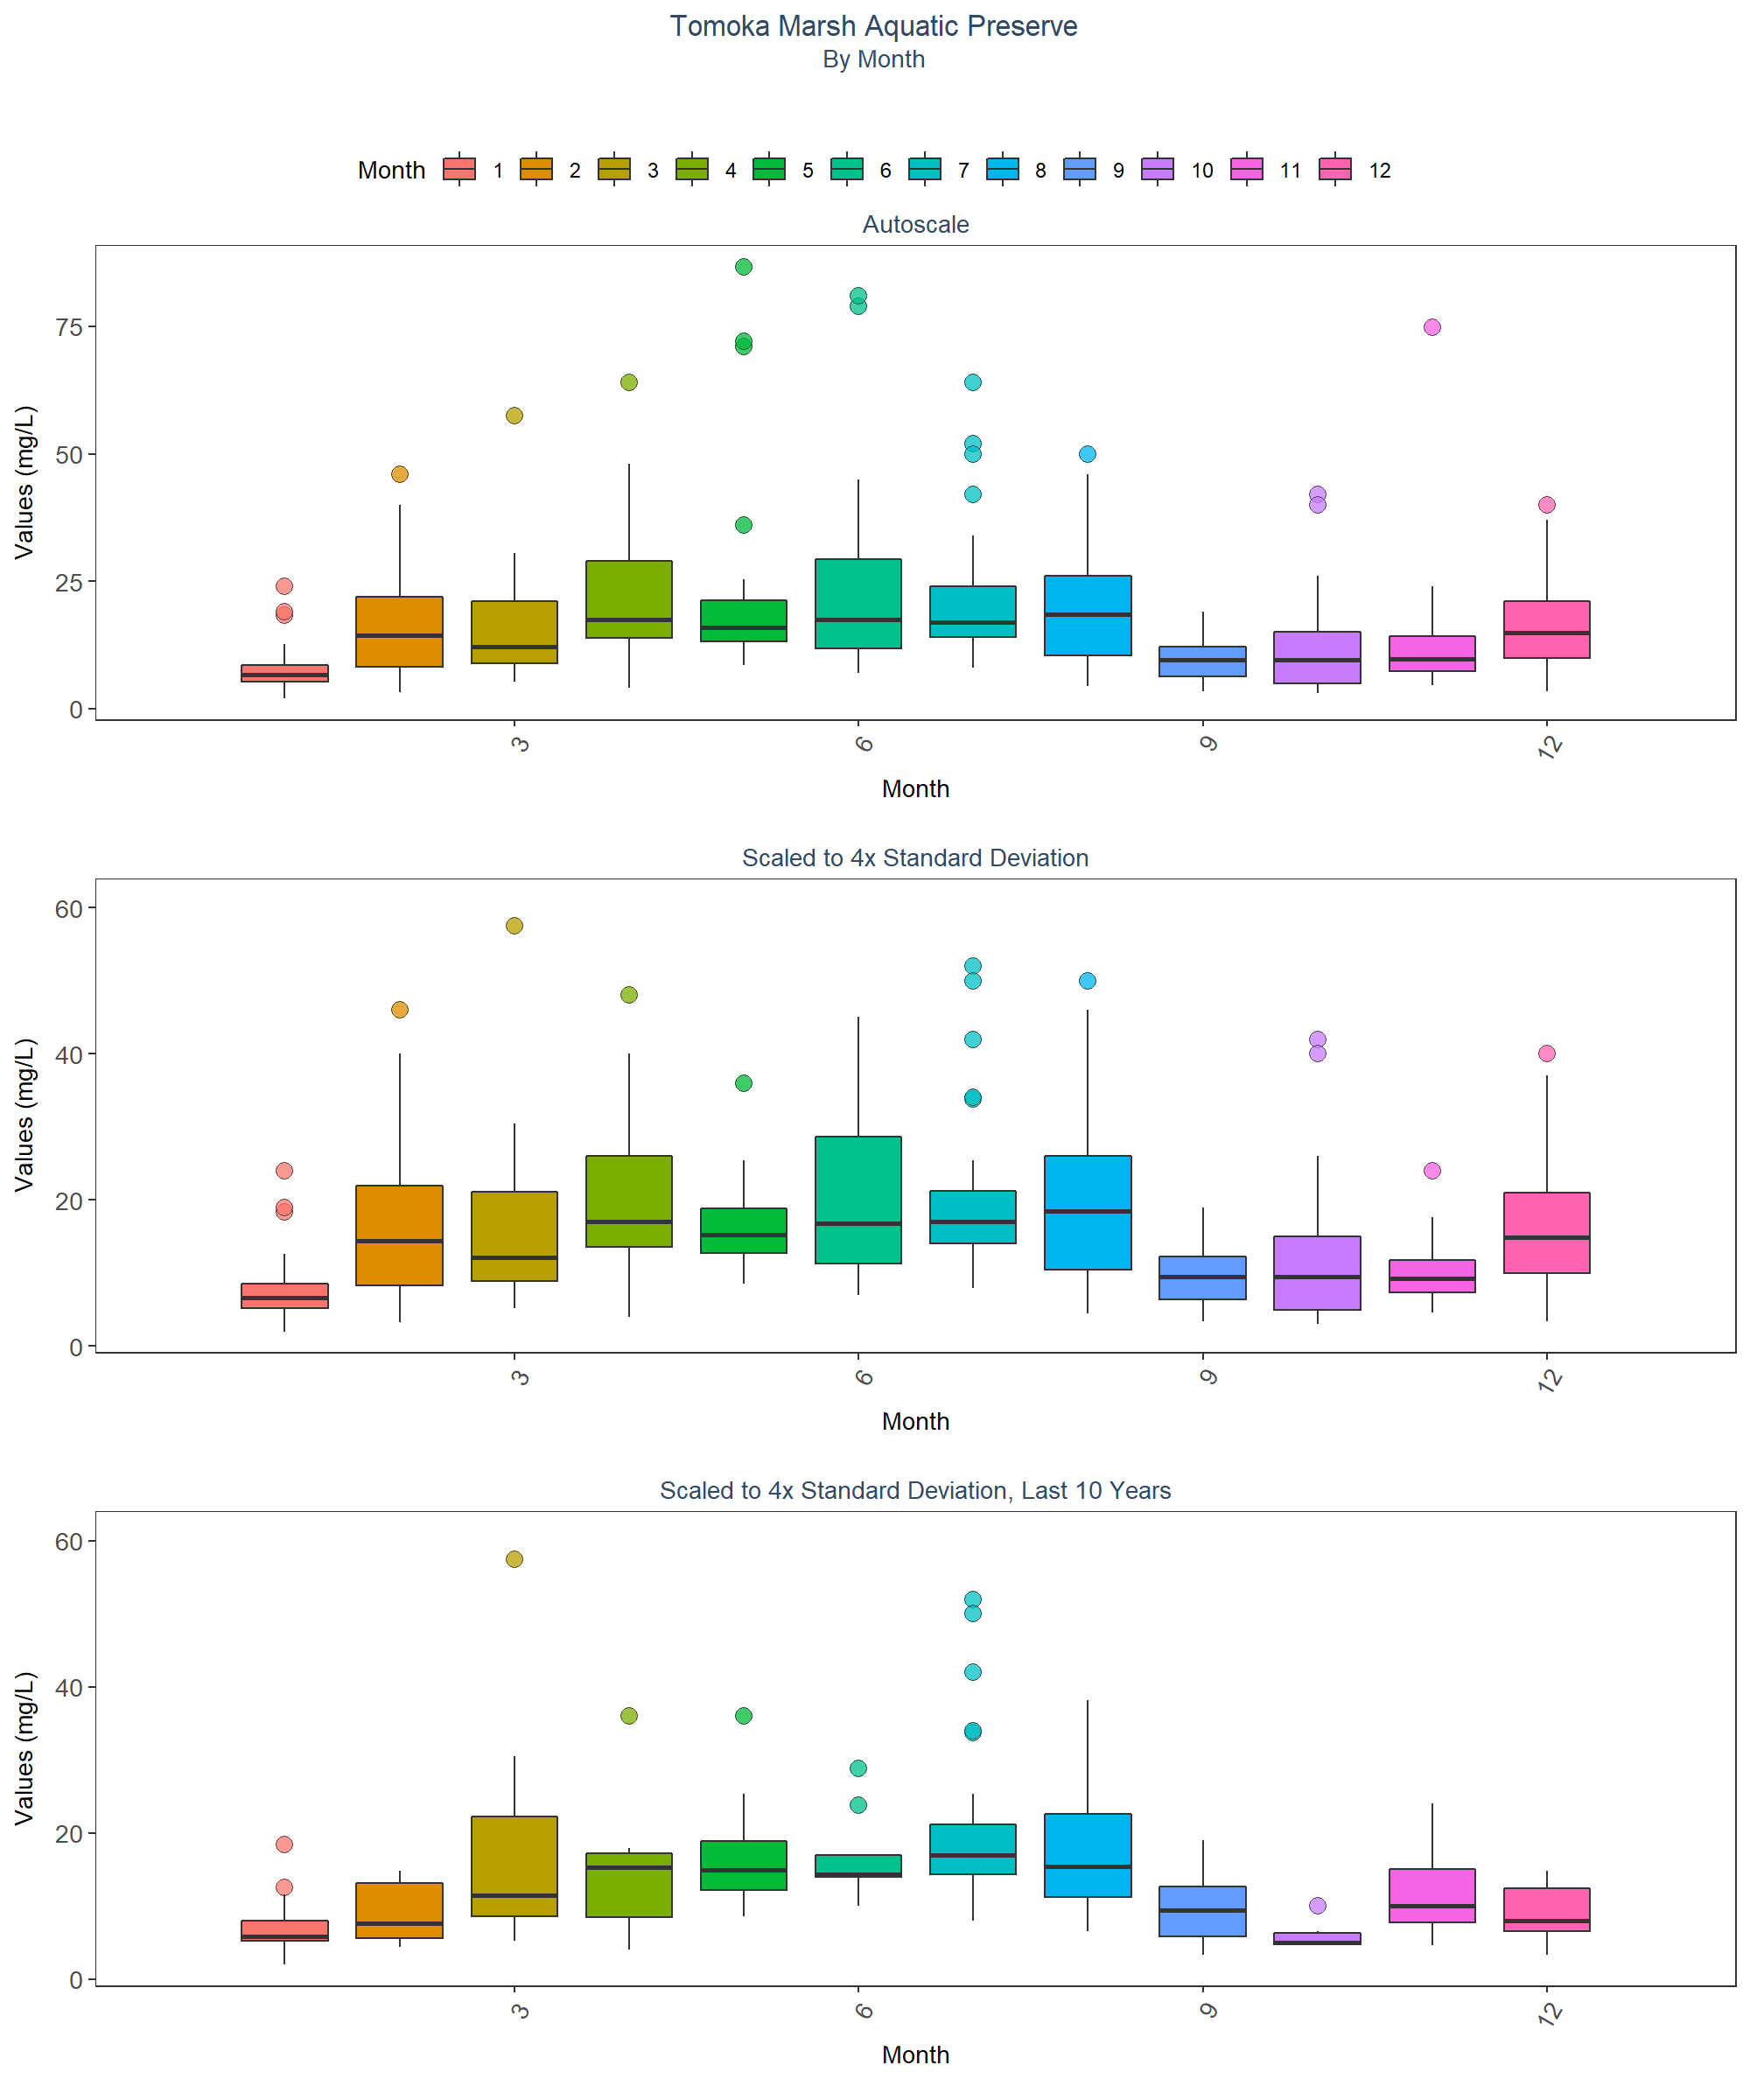 Tomoka Marsh Aquatic Preserve
By Month
Month 1 2 3 4 5 6 7 8 9 10 11 12
Autoscale
Values (mg/L)
75
50
25
0
3 6 9 12
Month
Scaled to 4x Standard Deviation
Values (mg/L)
60
40
20
0
3 6 9 12
Month
Scaled to 4x Standard Deviation, Last 10 Years
Values (mg/L)
60
40
20
0
3 6 9 12
Month